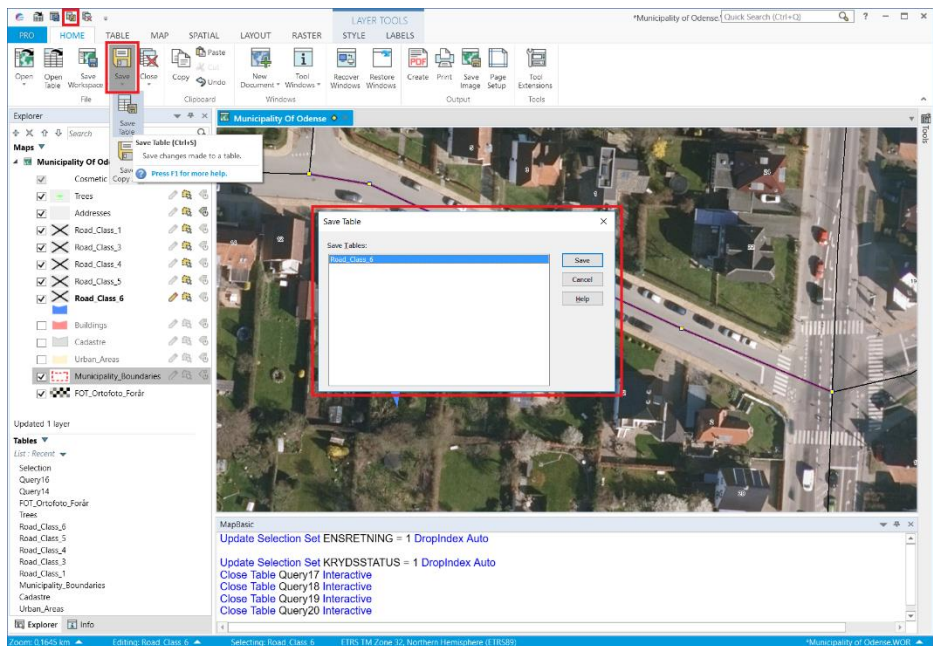 LAYER TOOLS
*Municipality of Odense.
Quick Search (Ctrl+Q)
PRO HOME TABLE MAP SPATIAL LAYOUT RASTER STYLE LABELS
Open
Open Table
Save Workspace
Save
Close
File
Copy
Paste
Cut
Undo
Clipboard
New Document
Tool Windows
Recover Windows
Restore Windows
Windows
Create
Print
Save Image
Page Setup
Output
Tool Extensions
Tools
Explorer
Search
Save Table
Save Copy
Save Table (Ctrl+S)
Save changes made to a table.
Press F1 for more help.
Maps
Municipality Of Od
Cosmetic
Trees
Addresses
Road_Class_1
Road_Class_3
Road_Class_4
Road_Class_5
Road_Class_6
Buildings
Cadastre
Urban_Areas
Municipality_Boundaries
FOT_Ortofoto_Forår
Updated 1 layer
Tables
List : Recent
Selection
Query16
Query14
FOT_Ortofoto_Forår
Trees
Road_Class_6
Road_Class_5
Road_Class_4
Road_Class_3
Road_Class_1
Municipality_Boundaries
Cadastre
Urban_Areas
Explorer Info
Municipality Of Odense
Tools
Save Table
Save Tables:
Road_Class_6
Save
Cancel
Help
MapBasic
Update Selection Set ENSRETNING = 1 DropIndex Auto
Update Selection Set KRYDSSTATUS = 1 DropIndex Auto
Close Table Query17 Interactive
Close Table Query18 Interactive
Close Table Query19 Interactive
Close Table Query20 Interactive
Zoom: 0.1645 km Editing: Road_Class_6 Selecting: Road_Class_6 ETRS TM Zone 32, Northern Hemisphere (ETRS89) *Municipality of Odense.WOR